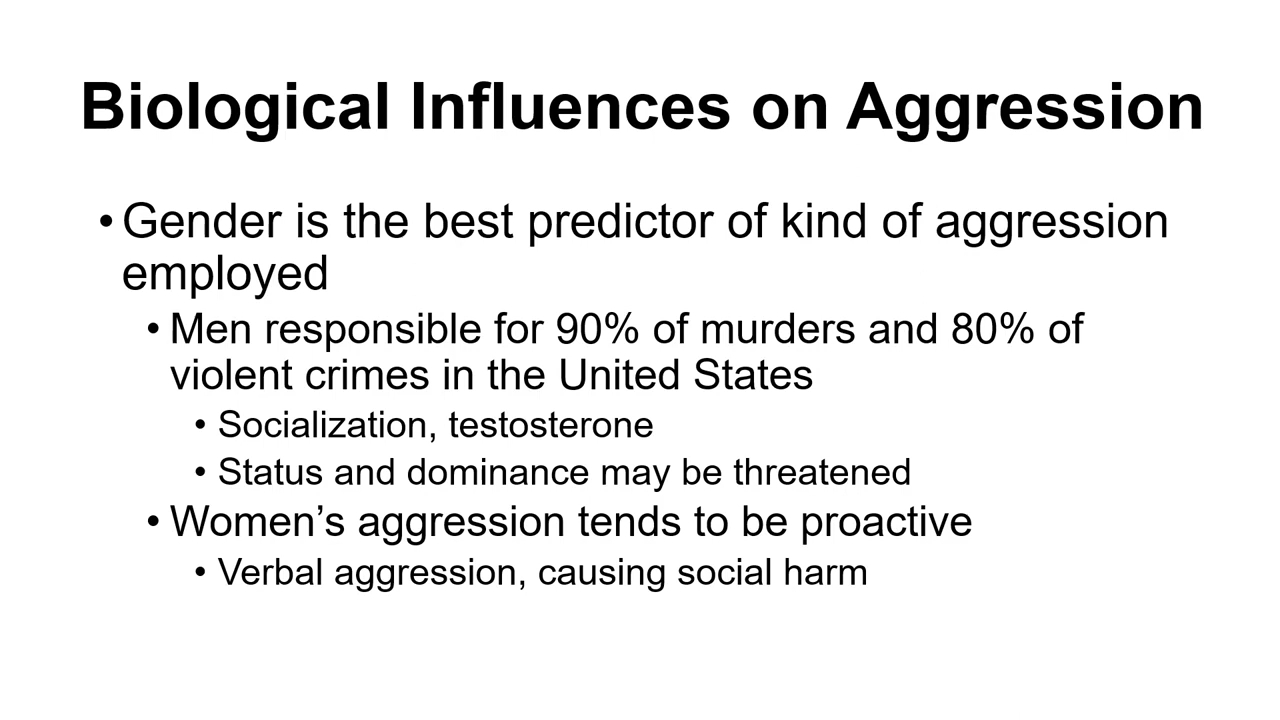 Biological Influences on Aggression
• Gender is the best predictor of kind of aggression
employed
• Men responsible for 90% of murders and 80% of
violent crimes in the United States
• Socialization, testosterone
• Status and dominance may be threatened
• Women’s aggression tends to be proactive
• Verbal aggression, causing social harm